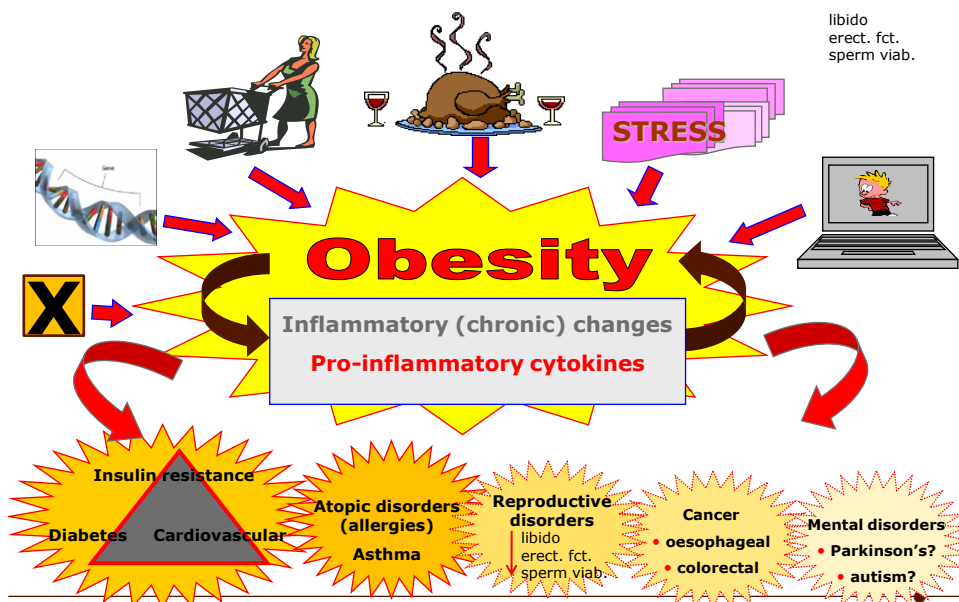 libido
erect. fct.
sperm viab.
STRESS
Gene
X
Obesity
Inflammatory (chronic) changes
Pro-inflammatory cytokines
Insulin resistance
Diabetes
Cardiovascular
Atopic disorders
(allergies)
Asthma
Reproductive
disorders
libido
erect. fct.
sperm viab.
Cancer
• oesophageal
• colorectal
Mental disorders
• Parkinson's?
• autism?